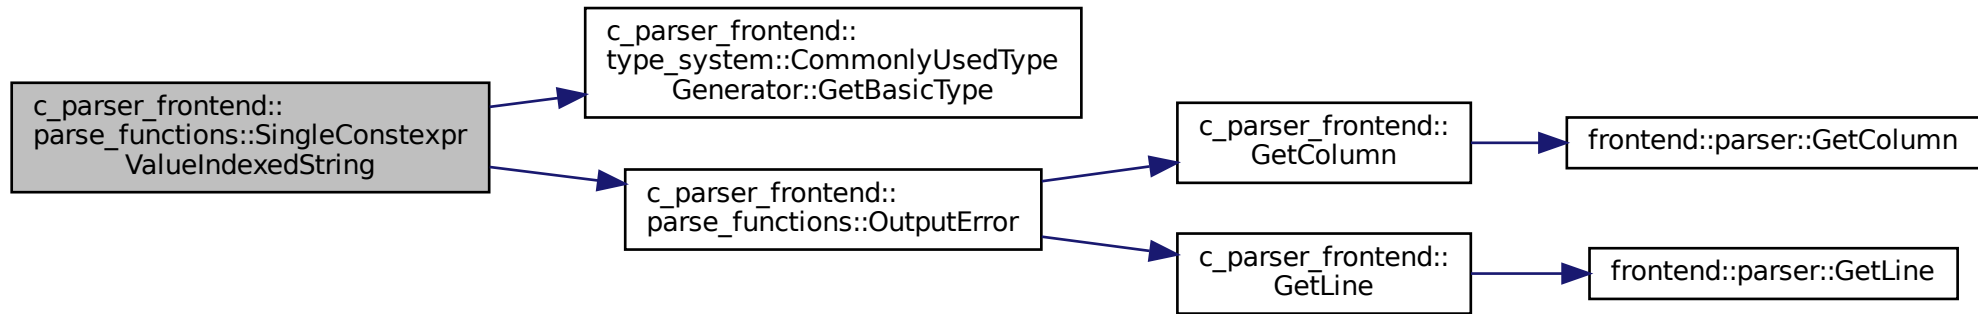 c_parser_frontend::
parse_functions::SingleConstexpr
ValueIndexedString
c_parser_frontend::
type_system::CommonlyUsedType
Generator::GetBasicType
c_parser_frontend::
parse_functions::OutputError
c_parser_frontend::
GetColumn
frontend::parser::GetColumn
c_parser_frontend::
GetLine
frontend::parser::GetLine